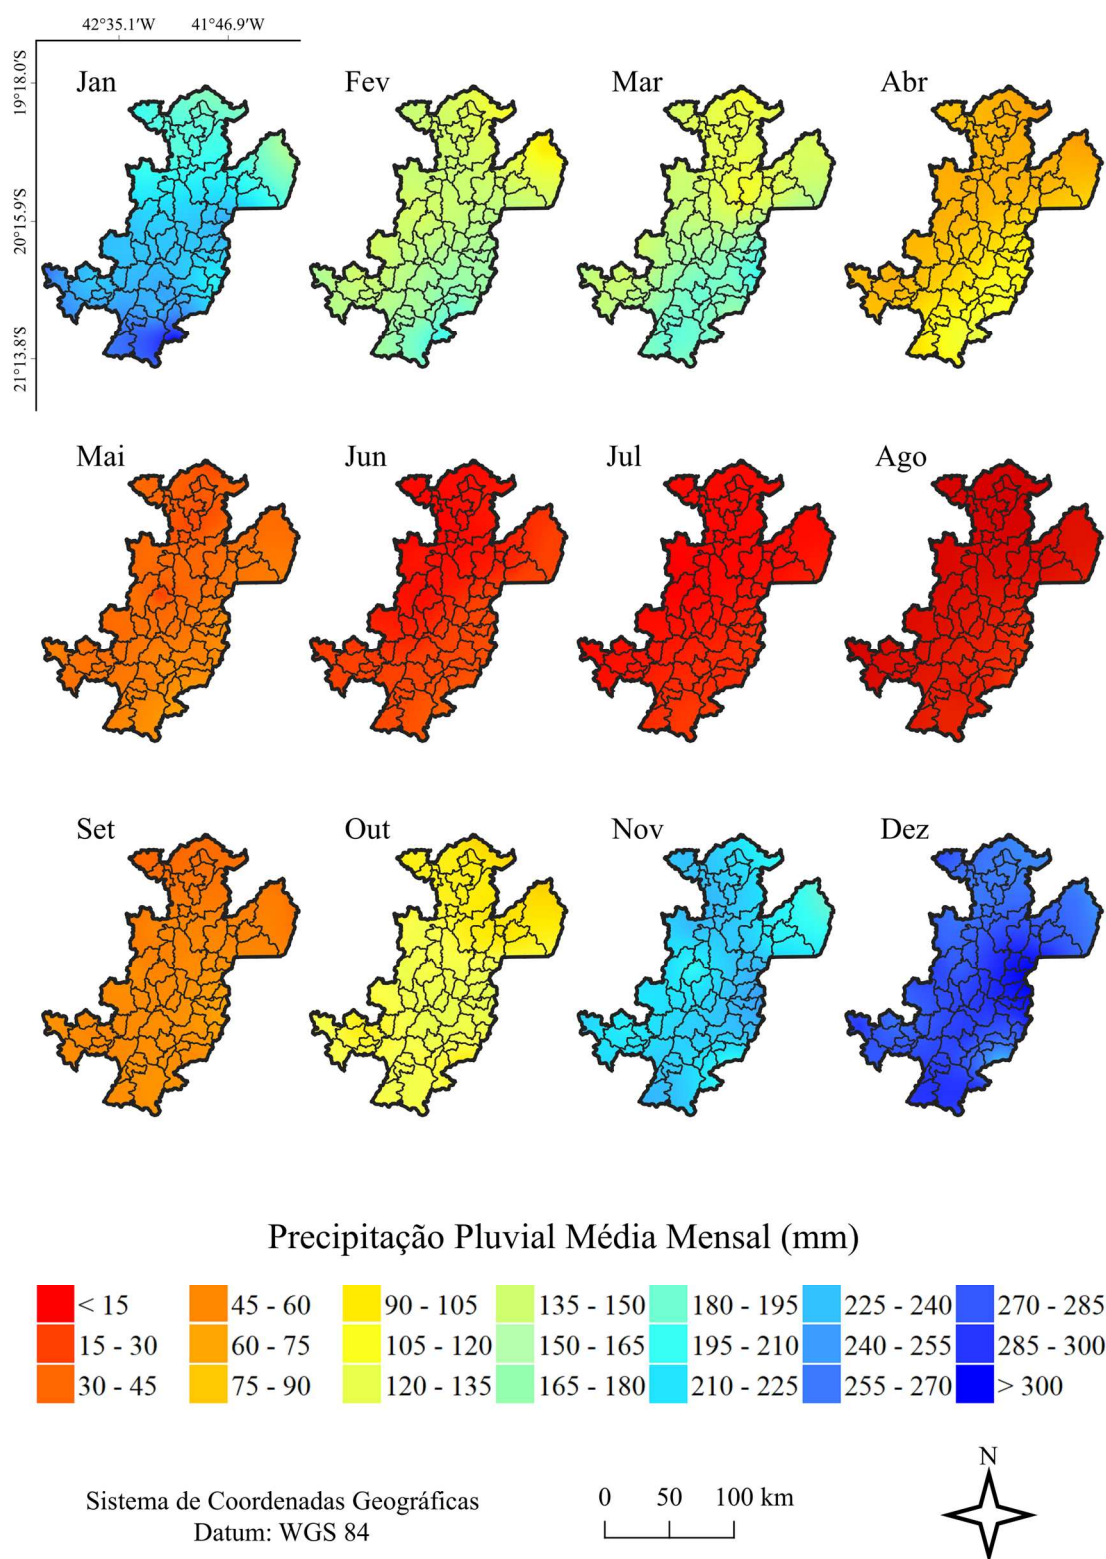 42°35.1'W 41°46.9'W
19°18.0'S
20°15.9'S
21°13.8'S
Jan Fev Mar Abr
Mai Jun Jul Ago
Set Out Nov Dez
Precipitação Pluvial Média Mensal (mm)
< 15 45 - 60 90 - 105 135 - 150 180 - 195 225 - 240 270 - 285
15 - 30 60 - 75 105 - 120 150 - 165 195 - 210 240 - 255 285 - 300
30 - 45 75 - 90 120 - 135 165 - 180 210 - 225 255 - 270 > 300
N
Sistema de Coordenadas Geográficas 0 50 100 km
Datum: WGS 84